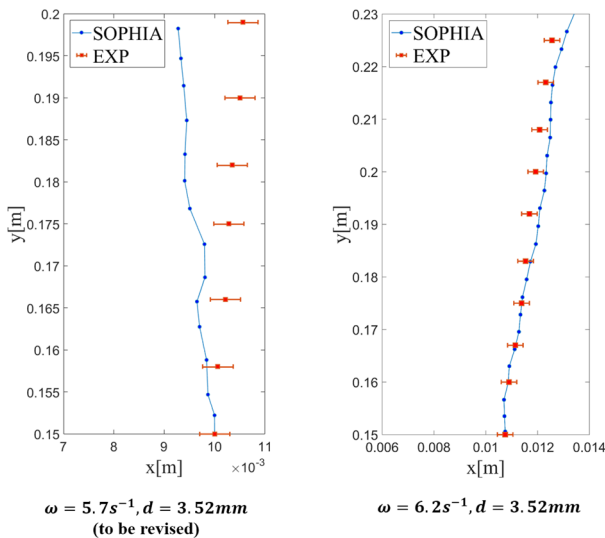 0.2
0.195
0.19
0.185
0.18
0.175
0.17
0.165
0.16
0.155
0.15
y[m]
SOPHIA
EXP
7 8 9 10 11
x[m] ×10⁻³
ω = 5.7s⁻¹, d = 3.52mm
(to be revised)
0.23
0.22
0.21
0.2
0.19
0.18
0.17
0.16
0.15
y[m]
SOPHIA
EXP
0.006 0.008 0.01 0.012 0.014
x[m]
ω = 6.2s⁻¹, d = 3.52mm